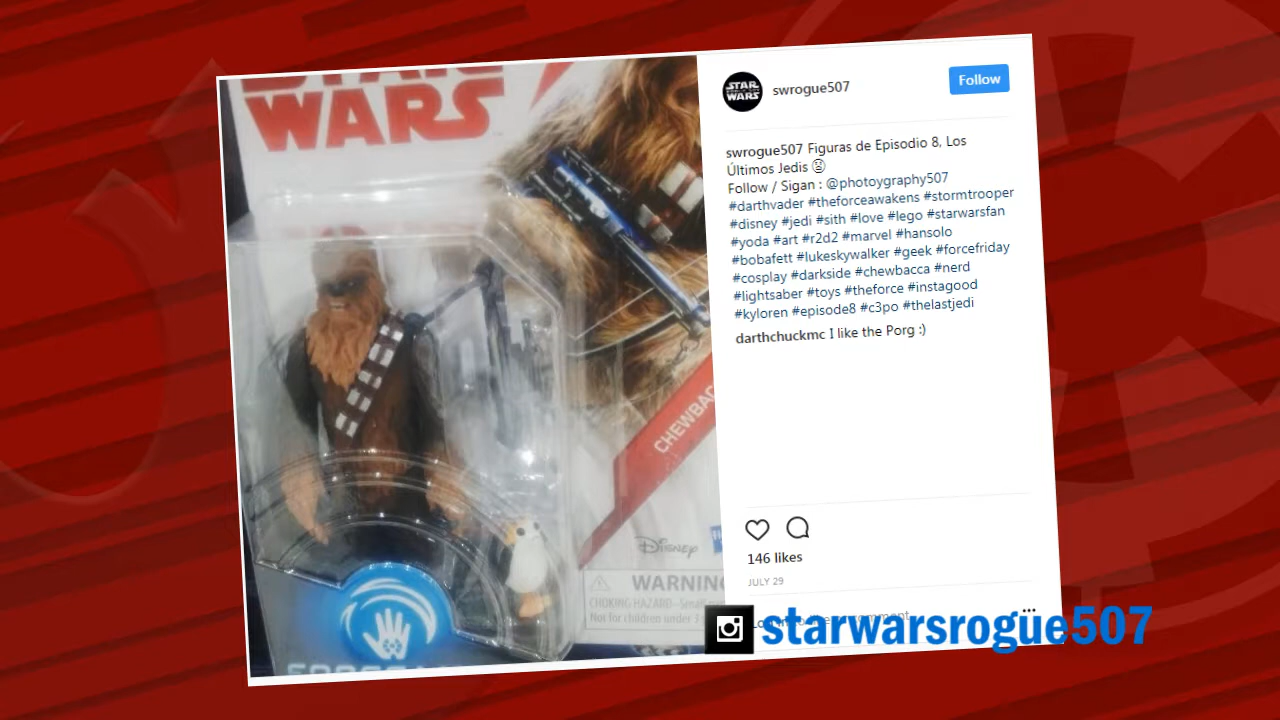 STAR
WARS
CHEWBAC
Disney
WARNING
CHOKING HAZARD—Small
Not for children under 3
STAR
WARS
swrogue507
Follow
swrogue507 Figuras de Episodio 8, Los
Últimos Jedis 😢
Follow / Sigan : @photoygraphy507
#darthvader #theforceawakens #stormtrooper
#disney #jedi #sith #love #lego #starwarsfan
#yoda #art #r2d2 #marvel #hansolo
#bobafett #lukeskywalker #geek #forcefriday
#cosplay #darkside #chewbacca #nerd
#lightsaber #toys #theforce #instagood
#kyloren #episode8 #c3po #thelastjedi
darthchuckmc I like the Porg :)
146 likes
JULY 29
starwarsrogue507